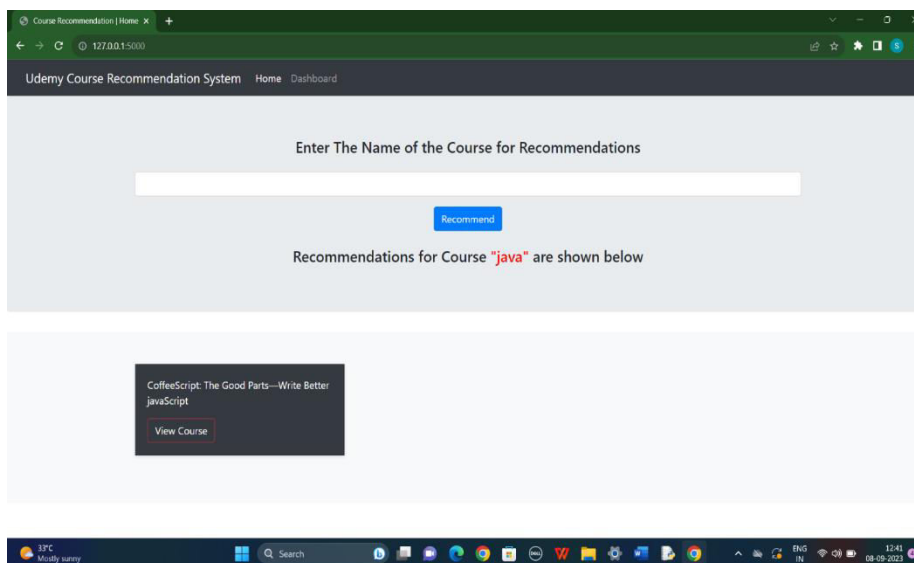 Course Recommendation | Home
127.0.0.1:5000
S
Udemy Course Recommendation System Home Dashboard
Enter The Name of the Course for Recommendations
Recommend
Recommendations for Course "java" are shown below
CoffeeScript: The Good Parts—Write Better
javaScript
View Course
33°C
Mostly sunny
Search
ENG
IN
12:41
08-09-2023